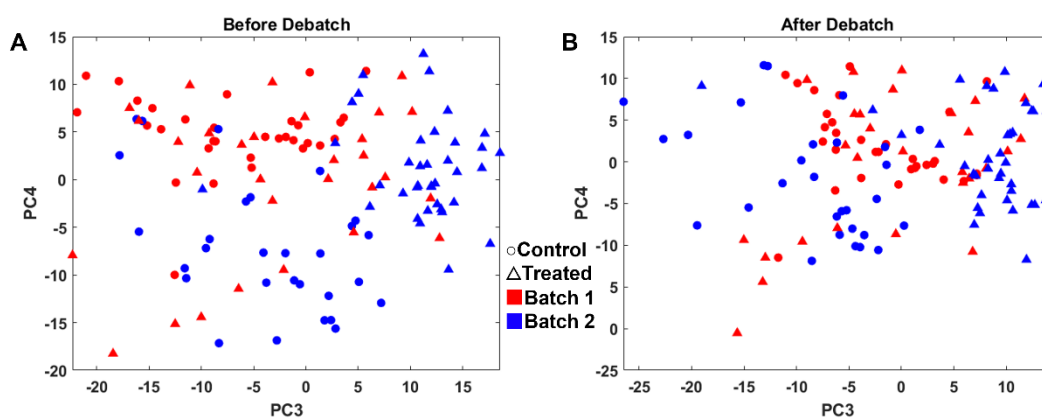 A
Before Debatch
15
10
5
0
-5
-10
-15
-20
PC4
-20 -15 -10 -5 0 5 10 15
PC3
Control
Treated
Batch 1
Batch 2
B
After Debatch
15
10
5
0
-5
-10
5
0
-25
PC4
-25 -20 -15 -10 -5 0 5 10
PC3